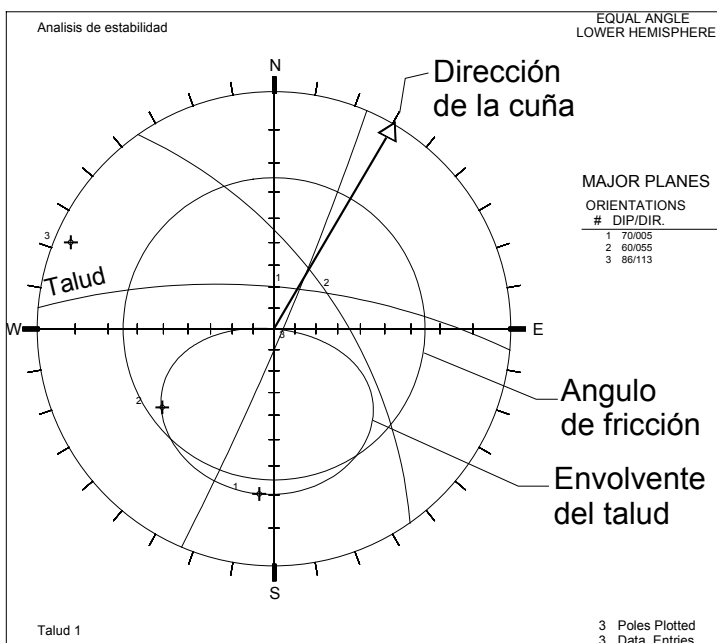 Analisis de estabilidad
EQUAL ANGLE
LOWER HEMISPHERE
N
Dirección
de la cuña
MAJOR PLANES
ORIENTATIONS
# DIP/DIR.
1 70/005
2 60/055
3 86/113
3
Talud
1
2
W
E
3
2
Angulo
de fricción
1
Envolvente
del talud
S
Talud 1
3 Poles Plotted
3 Data Entries